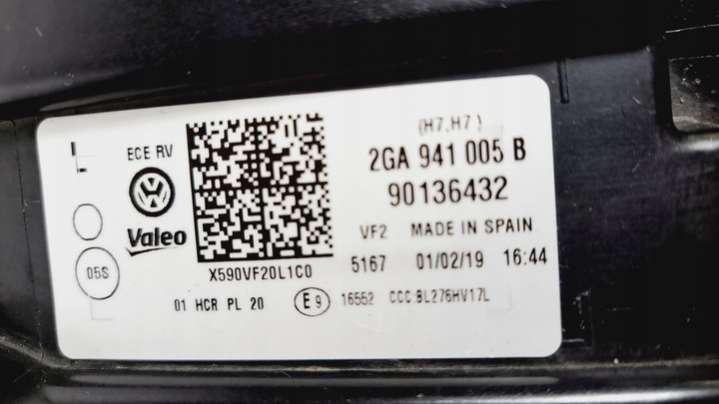 (H7,H7)
L
ECE RV
2GA 941 005 B
90136432
VW
Valeo
VF2 MADE IN SPAIN
05S
X590VF20L1C0
5167 01/02/19 16:44
01 HCR PL 20 E9 16552 CCC BL276HV17L